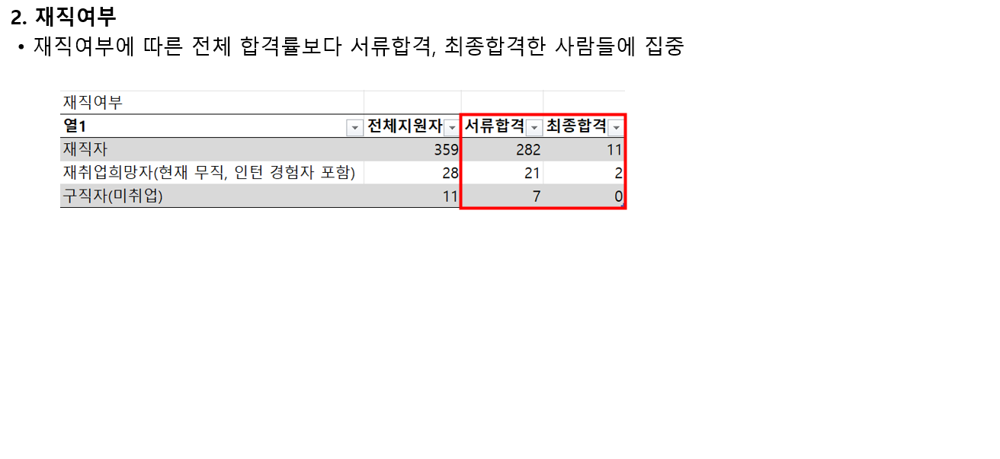 2. 재직여부
• 재직여부에 따른 전체 합격률보다 서류합격, 최종합격한 사람들에 집중
재직여부
열1 전체지원자 서류합격 최종합격
재직자 359 282 11
재취업희망자(현재 무직, 인턴 경험자 포함) 28 21 2
구직자(미취업) 11 7 0